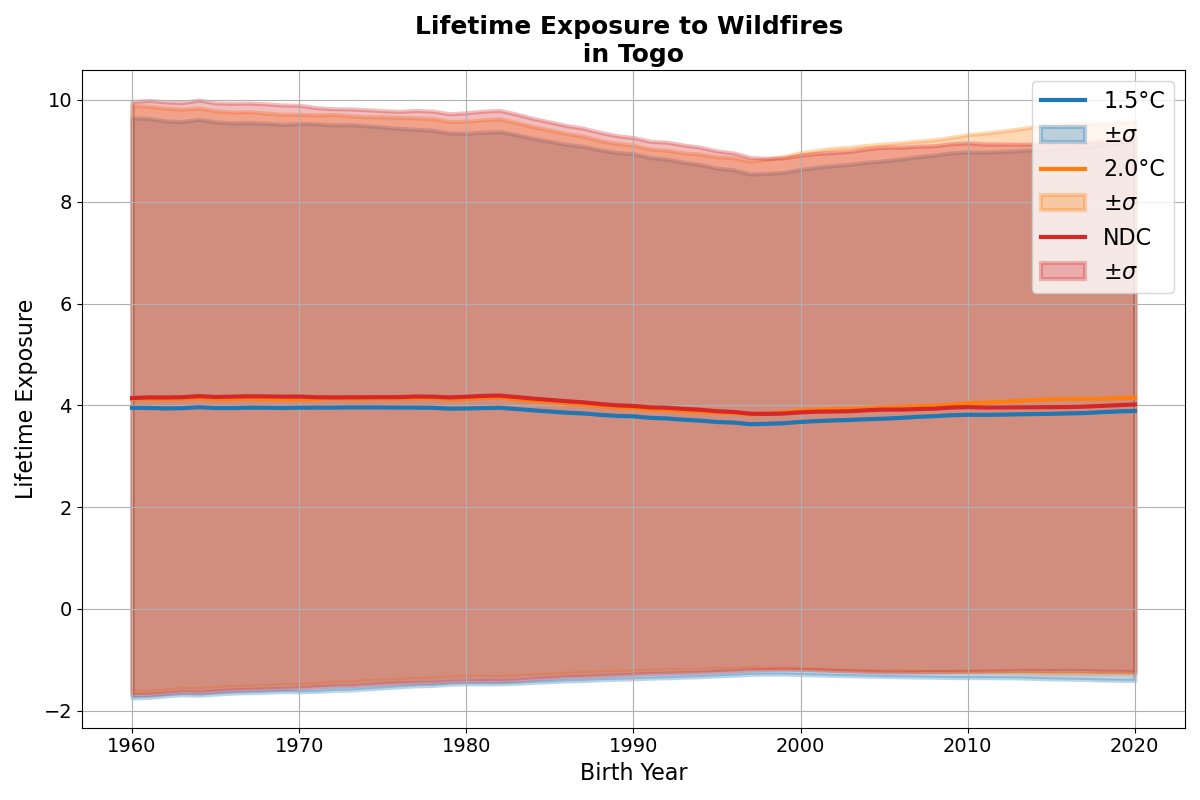 Lifetime Exposure to Wildfires
in Togo
10
8
6
4
2
0
−2
Lifetime Exposure
1960
1970
1980
1990
2000
2010
2020
Birth Year
1.5°C
±σ
2.0°C
±σ
NDC
±σ